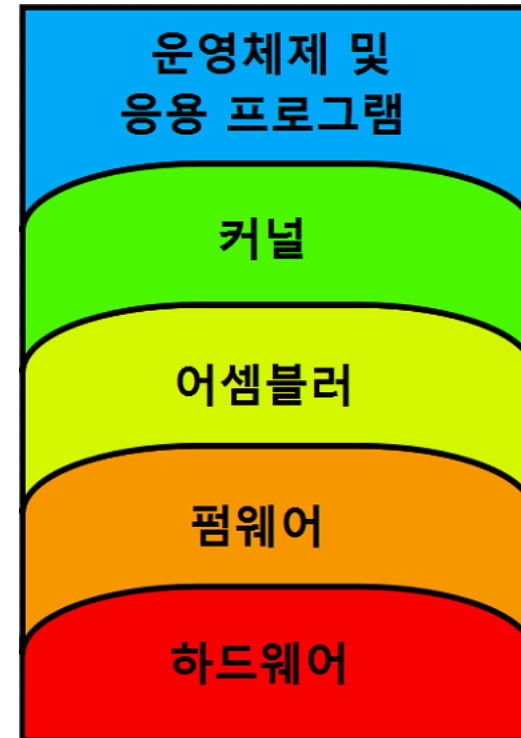 운영체제 및
응용 프로그램
커널
어셈블러
펌웨어
하드웨어